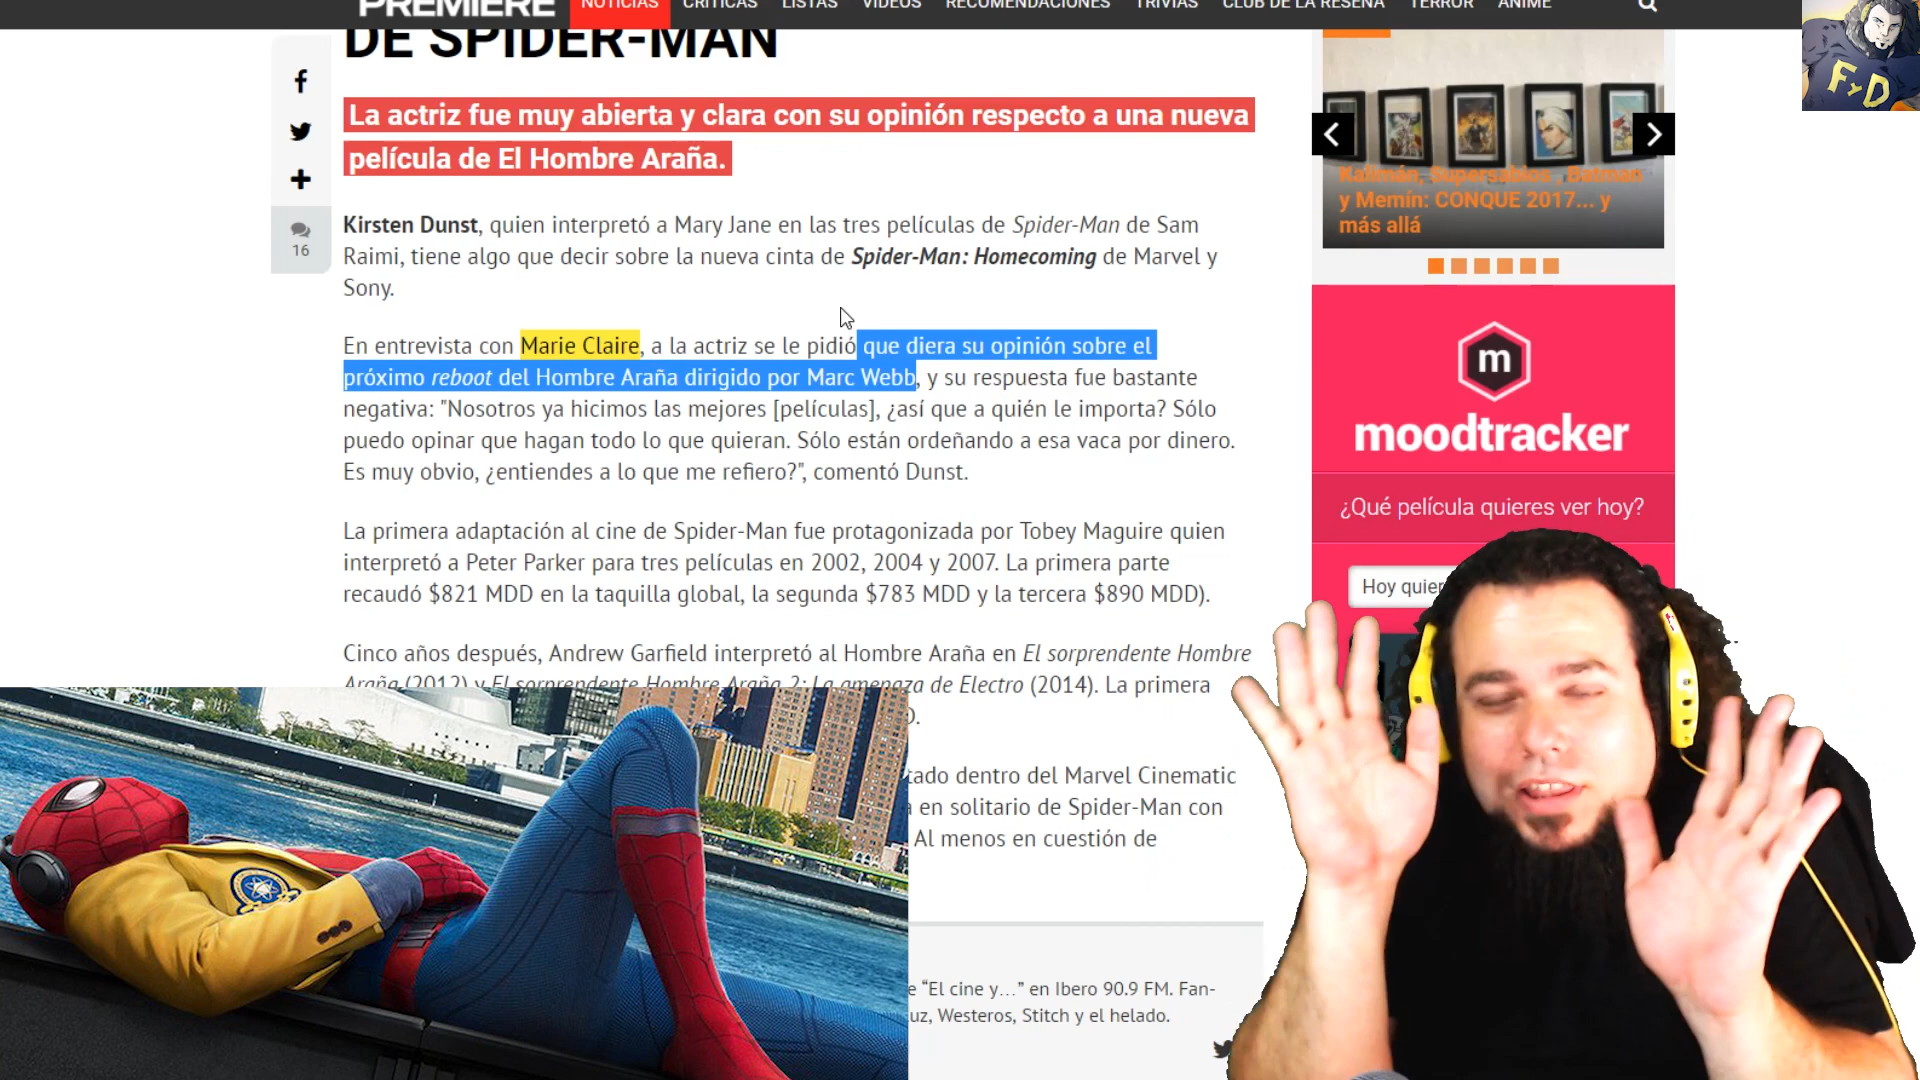 PREMIERE NOTICIAS CRÍTICAS LISTAS VIDEOS RECOMENDACIONES TRIVIAS CLUB DE LA RESEÑA TERROR ANIME
DE SPIDER-MAN
La actriz fue muy abierta y clara con su opinión respecto a una nueva
película de El Hombre Araña.
16
Kirsten Dunst, quien interpretó a Mary Jane en las tres películas de Spider-Man de Sam
Raimi, tiene algo que decir sobre la nueva cinta de Spider-Man: Homecoming de Marvel y
Sony.
En entrevista con Marie Claire, a la actriz se le pidió que diera su opinión sobre el
próximo reboot del Hombre Araña dirigido por Marc Webb, y su respuesta fue bastante
negativa: "Nosotros ya hicimos las mejores [películas], ¿así que a quién le importa? Sólo
puedo opinar que hagan todo lo que quieran. Sólo están ordeñando a esa vaca por dinero.
Es muy obvio, ¿entiendes a lo que me refiero?", comentó Dunst.
La primera adaptación al cine de Spider-Man fue protagonizada por Tobey Maguire quien
interpretó a Peter Parker para tres películas en 2002, 2004 y 2007. La primera parte
recaudó $821 MDD en la taquilla global, la segunda $783 MDD y la tercera $890 MDD).
Cinco años después, Andrew Garfield interpretó al Hombre Araña en El sorprendente Hombre
Araña (2012) y El sorprendente Hombre Araña 2: La amenaza de Electro (2014). La primera
tado dentro del Marvel Cinematic
en solitario de Spider-Man con
Al menos en cuestión de
e “El cine y...” en Ibero 90.9 FM. Fan-
uz, Westeros, Stitch y el helado.
FyD
Kalimán, Supersabios, Batman
y Memín: CONQUE 2017... y
más allá
m
moodtracker
¿Qué película quieres ver hoy?
Hoy quier